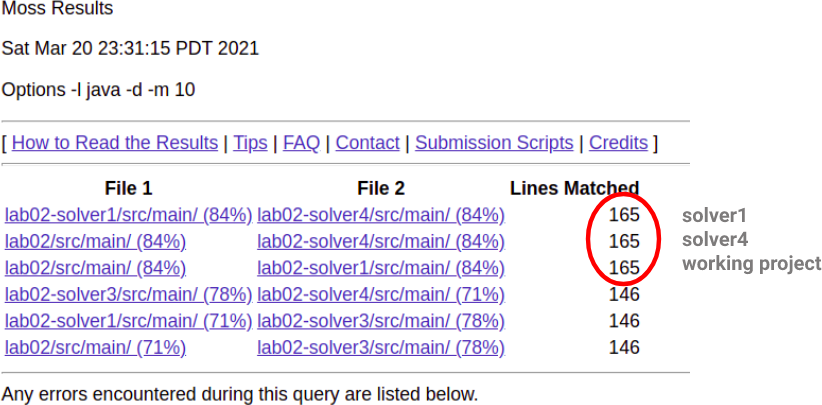 Moss Results
Sat Mar 20 23:31:15 PDT 2021
Options -l java -d -m 10
[ How to Read the Results | Tips | FAQ | Contact | Submission Scripts | Credits ]
File 1 File 2 Lines Matched
lab02-solver1/src/main/ (84%) lab02-solver4/src/main/ (84%) 165 solver1
lab02/src/main/ (84%) lab02-solver4/src/main/ (84%) 165 solver4
lab02/src/main/ (84%) lab02-solver1/src/main/ (84%) 165 working project
lab02-solver3/src/main/ (78%) lab02-solver4/src/main/ (71%) 146
lab02-solver1/src/main/ (71%) lab02-solver3/src/main/ (78%) 146
lab02/src/main/ (71%) lab02-solver3/src/main/ (78%) 146
Any errors encountered during this query are listed below.